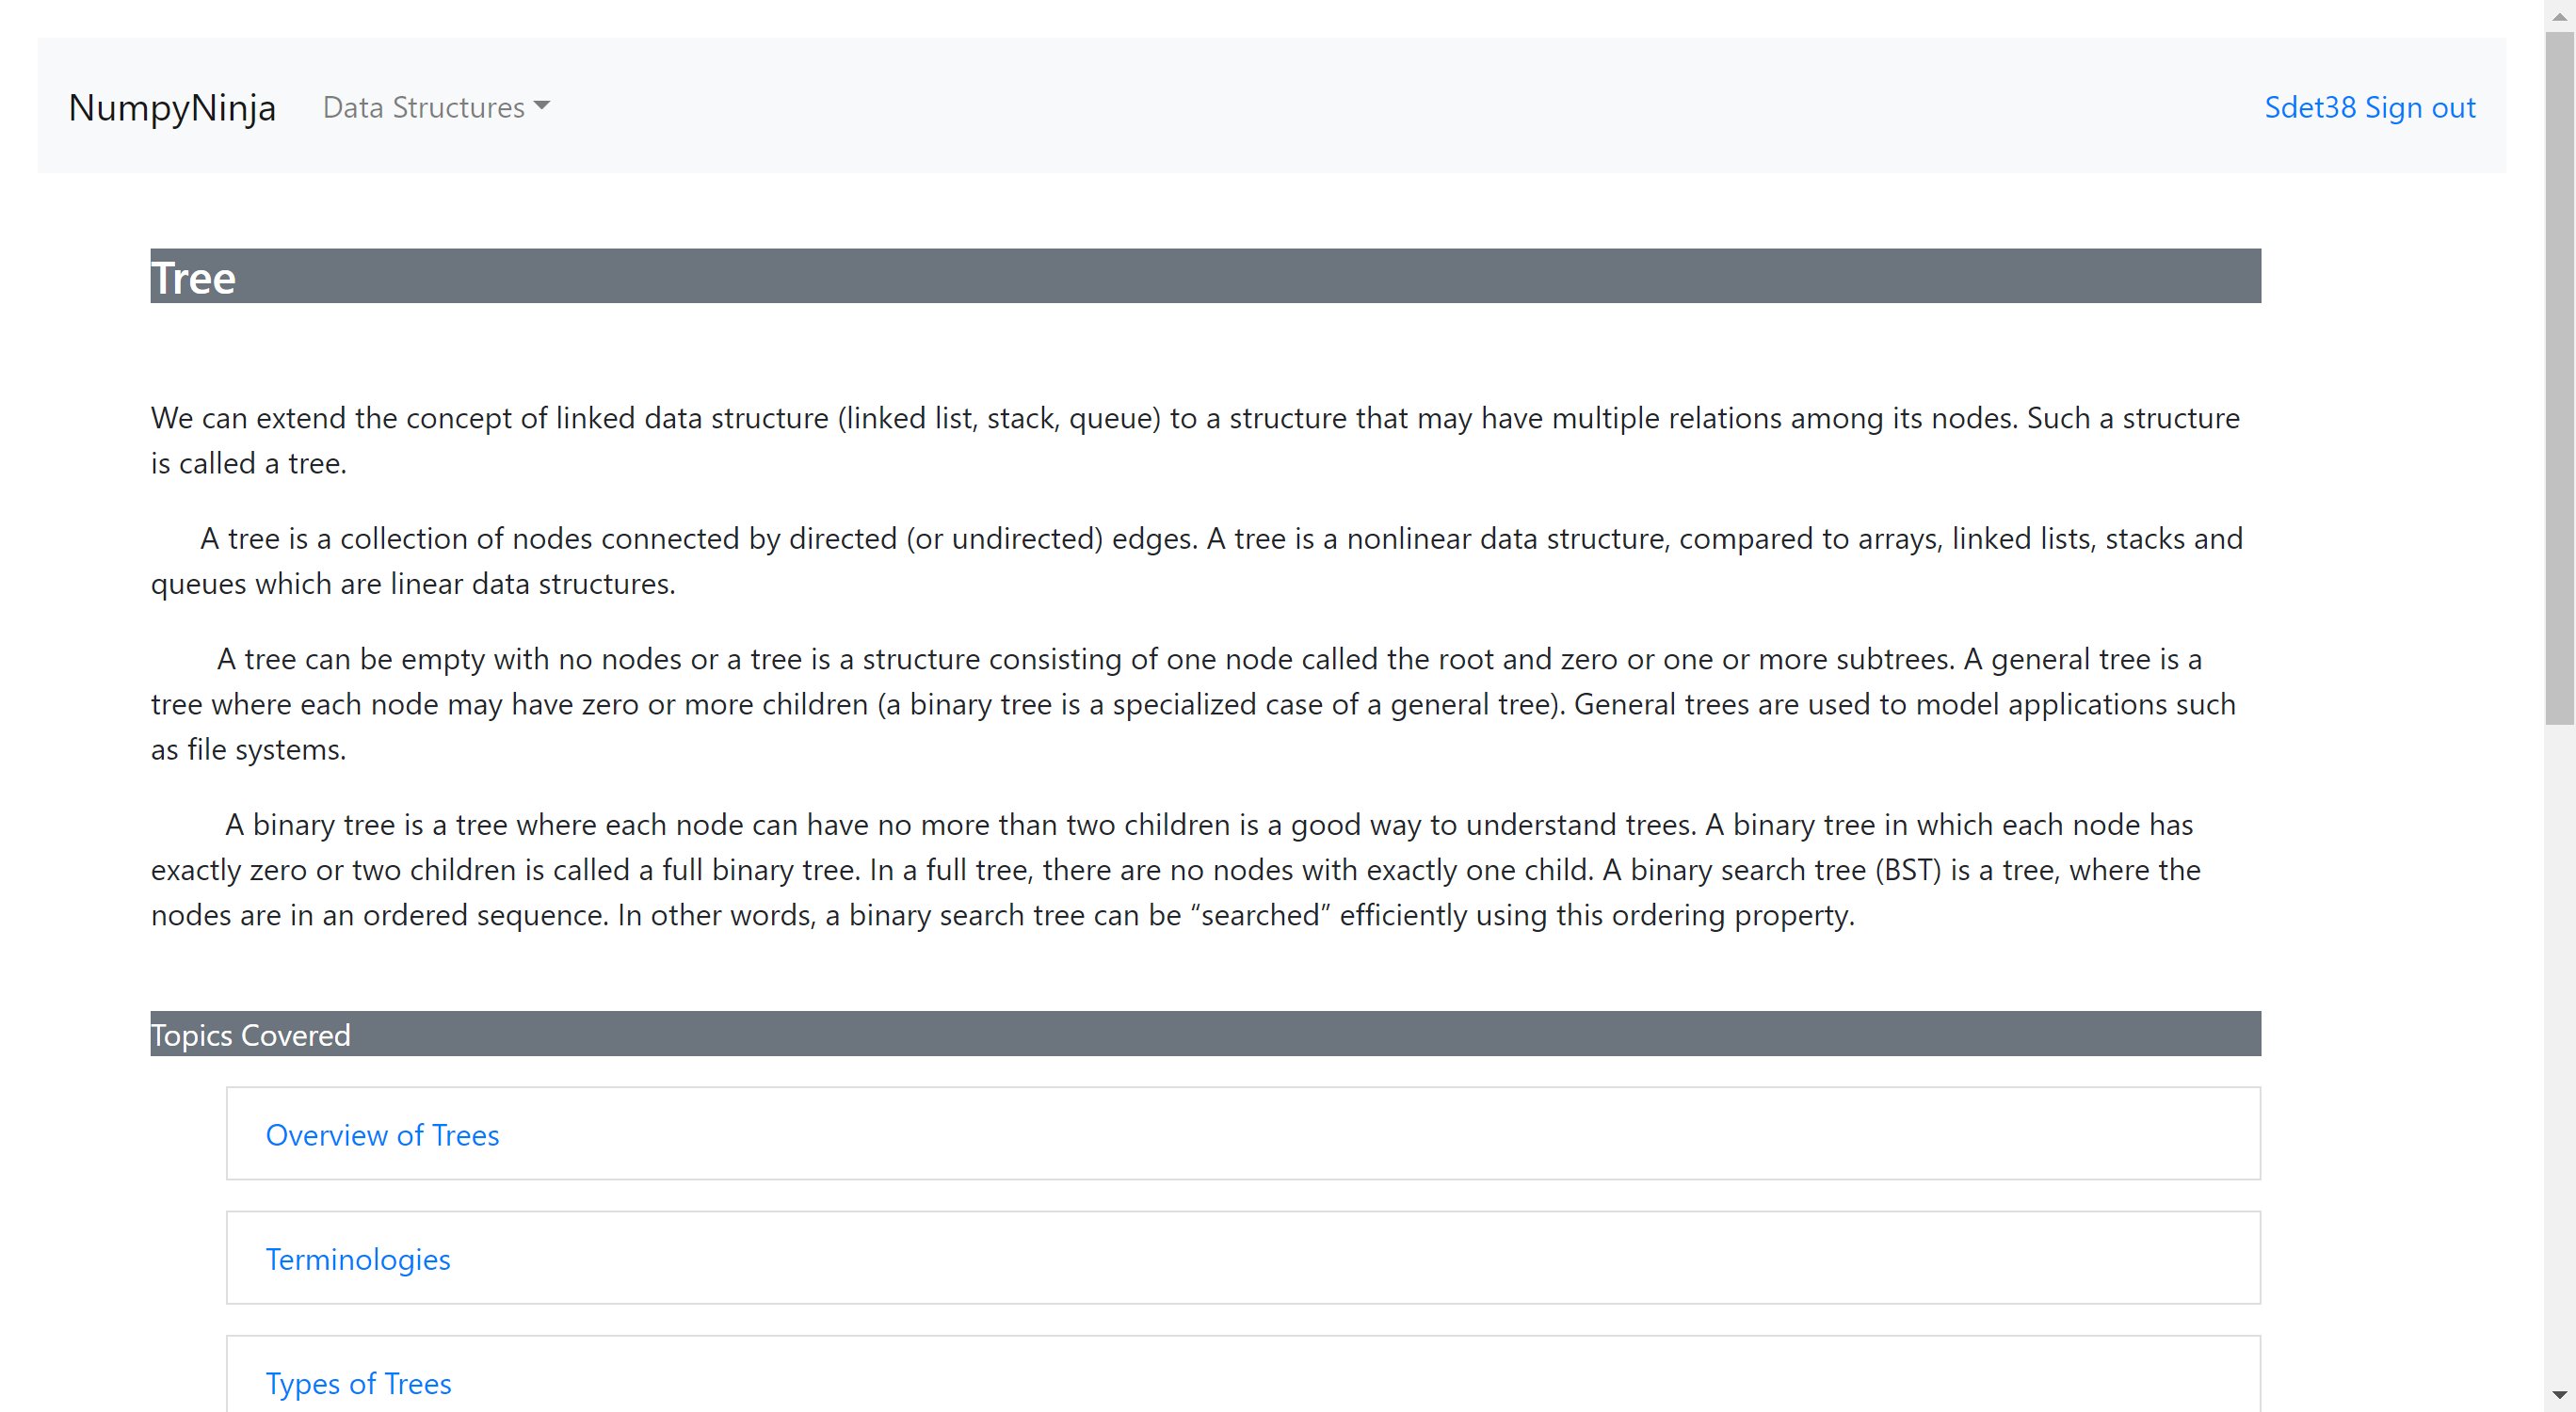 NumpyNinja
Data Structures
Sdet38 Sign out
Tree
We can extend the concept of linked data structure (linked list, stack, queue) to a structure that may have multiple relations among its nodes. Such a structure
is called a tree.
A tree is a collection of nodes connected by directed (or undirected) edges. A tree is a nonlinear data structure, compared to arrays, linked lists, stacks and
queues which are linear data structures.
A tree can be empty with no nodes or a tree is a structure consisting of one node called the root and zero or one or more subtrees. A general tree is a
tree where each node may have zero or more children (a binary tree is a specialized case of a general tree). General trees are used to model applications such
as file systems.
A binary tree is a tree where each node can have no more than two children is a good way to understand trees. A binary tree in which each node has
exactly zero or two children is called a full binary tree. In a full tree, there are no nodes with exactly one child. A binary search tree (BST) is a tree, where the
nodes are in an ordered sequence. In other words, a binary search tree can be “searched” efficiently using this ordering property.
Topics Covered
Overview of Trees
Terminologies
Types of Trees